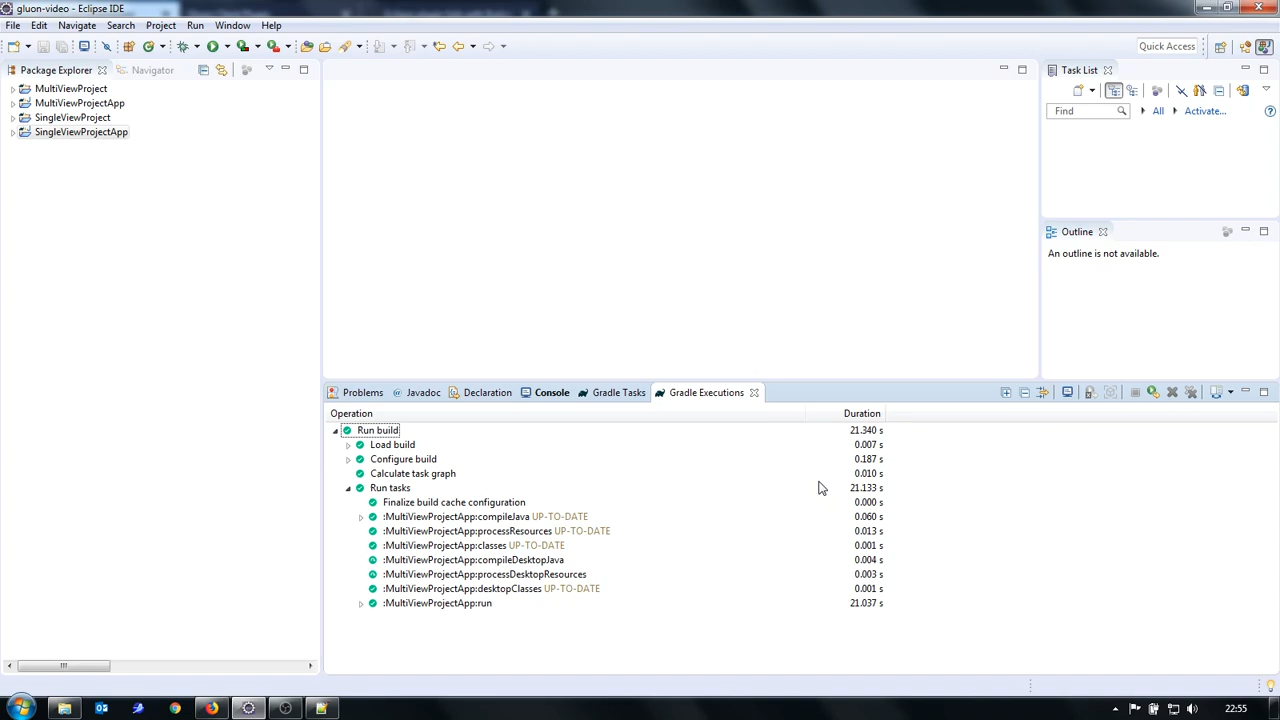 gluon-video - Eclipse IDE
File Edit Navigate Search Project Run Window Help
Quick Access
Package Explorer Navigator
MultiViewProject
MultiViewProjectApp
SingleViewProject
SingleViewProjectApp
Task List
Find All Activate...
Outline
An outline is not available.
Problems Javadoc Declaration Console Gradle Tasks Gradle Executions
Operation Duration
Run build 21.340 s
Load build 0.007 s
Configure build 0.187 s
Calculate task graph 0.010 s
Run tasks 21.133 s
Finalize build cache configuration 0.000 s
:MultiViewProjectApp:compileJava UP-TO-DATE 0.060 s
:MultiViewProjectApp:processResources UP-TO-DATE 0.013 s
:MultiViewProjectApp:classes UP-TO-DATE 0.001 s
:MultiViewProjectApp:compileDesktopJava 0.004 s
:MultiViewProjectApp:processDesktopResources 0.003 s
:MultiViewProjectApp:desktopClasses UP-TO-DATE 0.001 s
:MultiViewProjectApp:run 21.037 s
22:55